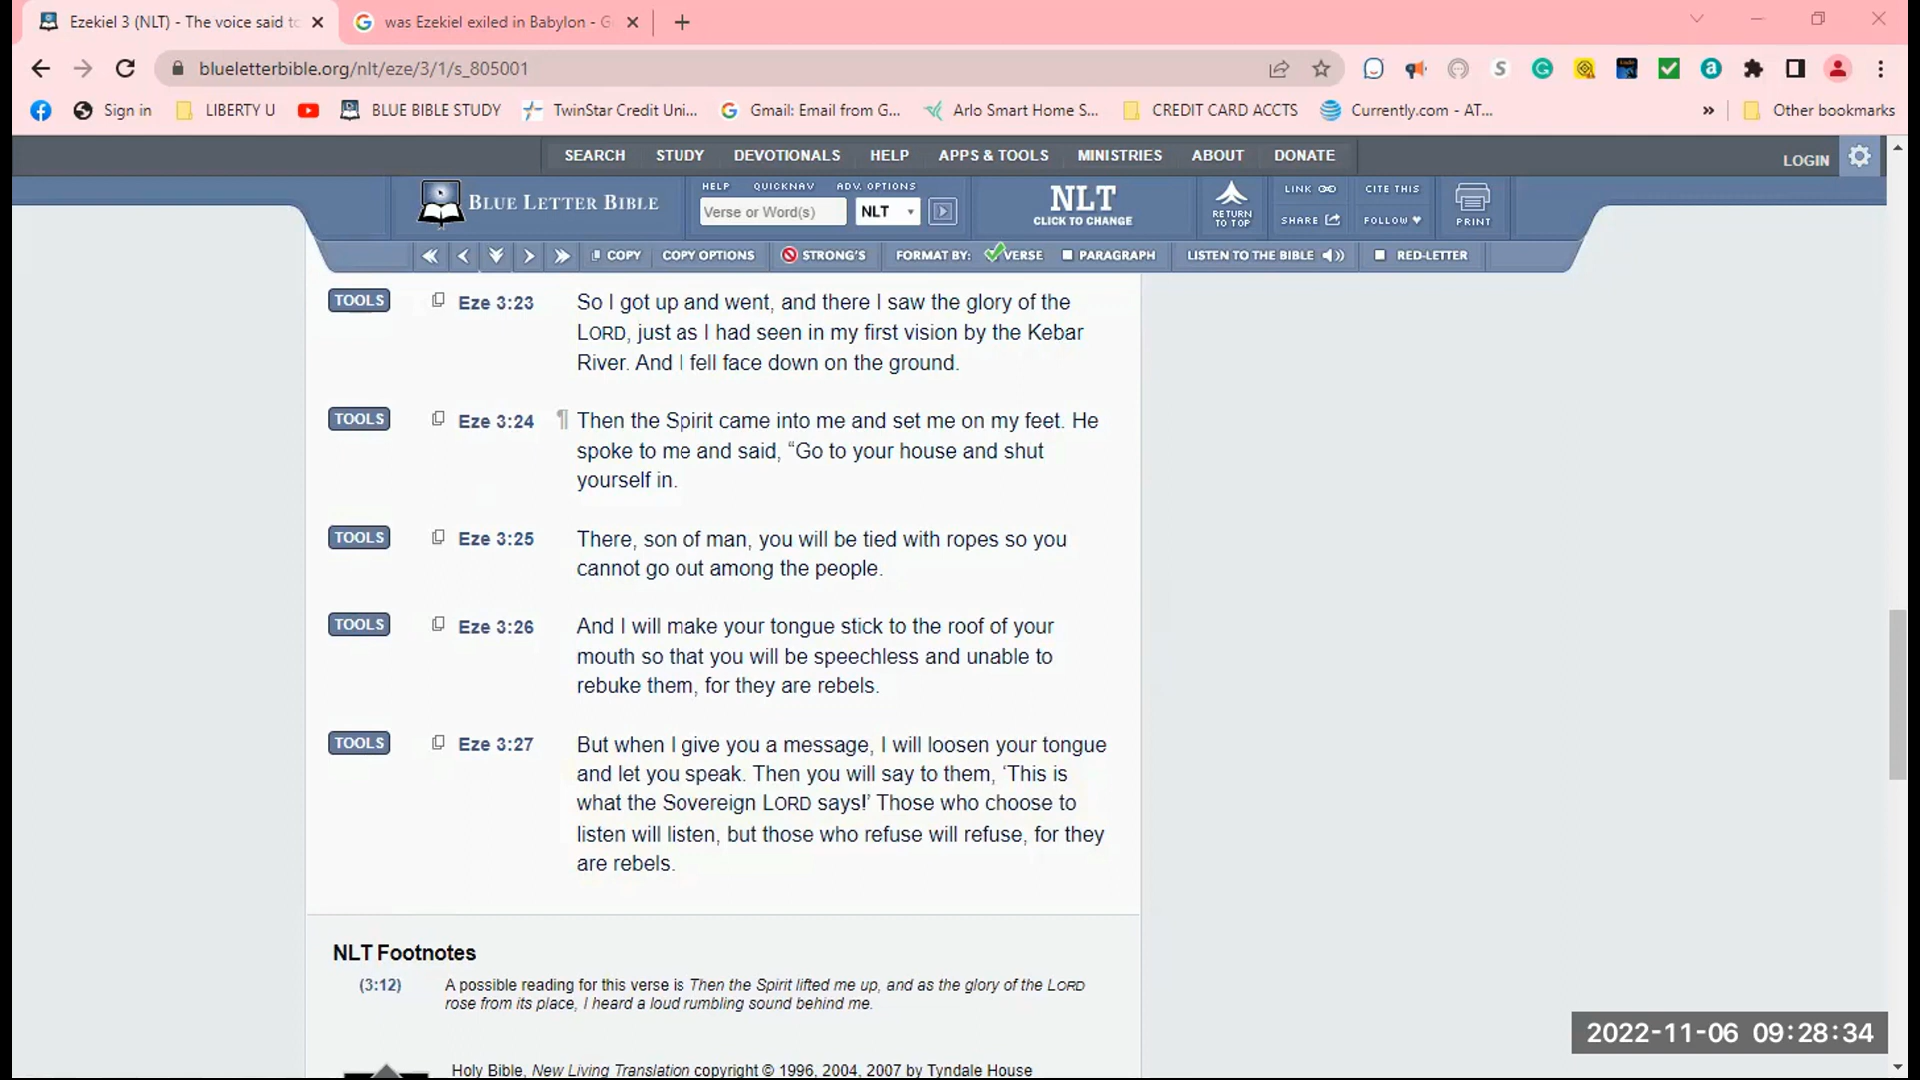 Ezekiel 3 (NLT) - The voice said to
was Ezekiel exiled in Babylon - G
blueletterbible.org/nlt/eze/3/1/s_805001
Sign in
LIBERTY U
BLUE BIBLE STUDY
TwinStar Credit Uni...
Gmail: Email from G...
Arlo Smart Home S...
CREDIT CARD ACCTS
Currently.com - AT...
»
Other bookmarks
SEARCH STUDY DEVOTIONALS HELP APPS & TOOLS MINISTRIES ABOUT DONATE
LOGIN
BLUE LETTER BIBLE
HELP QUICKNAV ADV. OPTIONS
Verse or Word(s)
NLT
NLT
CLICK TO CHANGE
RETURN
TO TOP
LINK
CITE THIS
SHARE
FOLLOW
PRINT
COPY COPY OPTIONS STRONG'S FORMAT BY: VERSE PARAGRAPH LISTEN TO THE BIBLE RED-LETTER
TOOLS Eze 3:23 So I got up and went, and there I saw the glory of the
LORD, just as I had seen in my first vision by the Kebar
River. And I fell face down on the ground.
TOOLS Eze 3:24 ¶ Then the Spirit came into me and set me on my feet. He
spoke to me and said, “Go to your house and shut
yourself in.
TOOLS Eze 3:25 There, son of man, you will be tied with ropes so you
cannot go out among the people.
TOOLS Eze 3:26 And I will make your tongue stick to the roof of your
mouth so that you will be speechless and unable to
rebuke them, for they are rebels.
TOOLS Eze 3:27 But when I give you a message, I will loosen your tongue
and let you speak. Then you will say to them, ‘This is
what the Sovereign LORD says!’ Those who choose to
listen will listen, but those who refuse will refuse, for they
are rebels.
NLT Footnotes
(3:12) A possible reading for this verse is Then the Spirit lifted me up, and as the glory of the LORD
rose from its place, I heard a loud rumbling sound behind me.
2022-11-06 09:28:34
Holy Bible, New Living Translation copyright © 1996, 2004, 2007 by Tyndale House